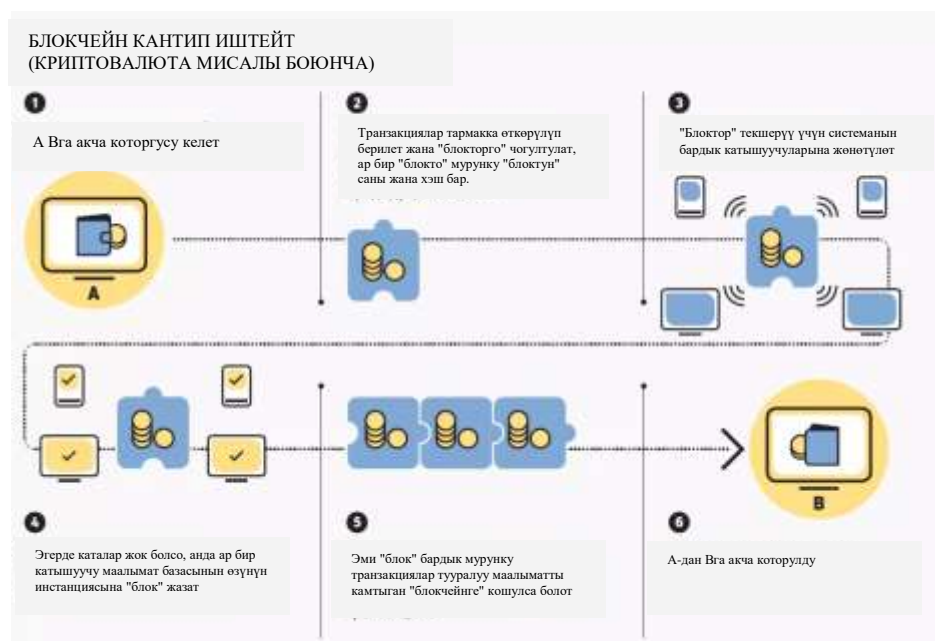 БЛОКЧЕЙН КАНТИП ИШТЕЙТ
(КРИПТОВАЛЮТА МИСАЛЫ БОЮНЧА)
1
А Вга акча которгусу келет
A
2
Транзакциялар тармакка өткөрүлүп
берилет жана "блокторго" чогултулат,
ар бир "блокто" мурунку "блоктун"
саны жана хэш бар.
3
"Блоктор" текшерүү үчүн системанын
бардык катышуучуларына жөнөтүлөт
4
Эгерде каталар жок болсо, анда ар бир
катышуучу маалымат базасынын өзүнүн
инстанциясына "блок" жазат
5
Эми "блок" бардык мурунку
транзакциялар тууралуу маалыматты
камтыган "блокчейнге" кошулса болот
B
6
А-дан Вга акча которулду